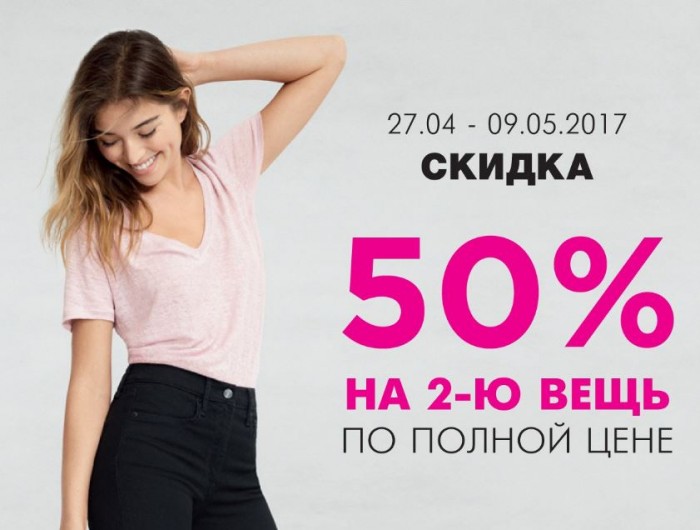 27.04 - 09.05.2017
СКИДКА
50%
НА 2-Ю ВЕЩЬ
ПО ПОЛНОЙ ЦЕНЕ